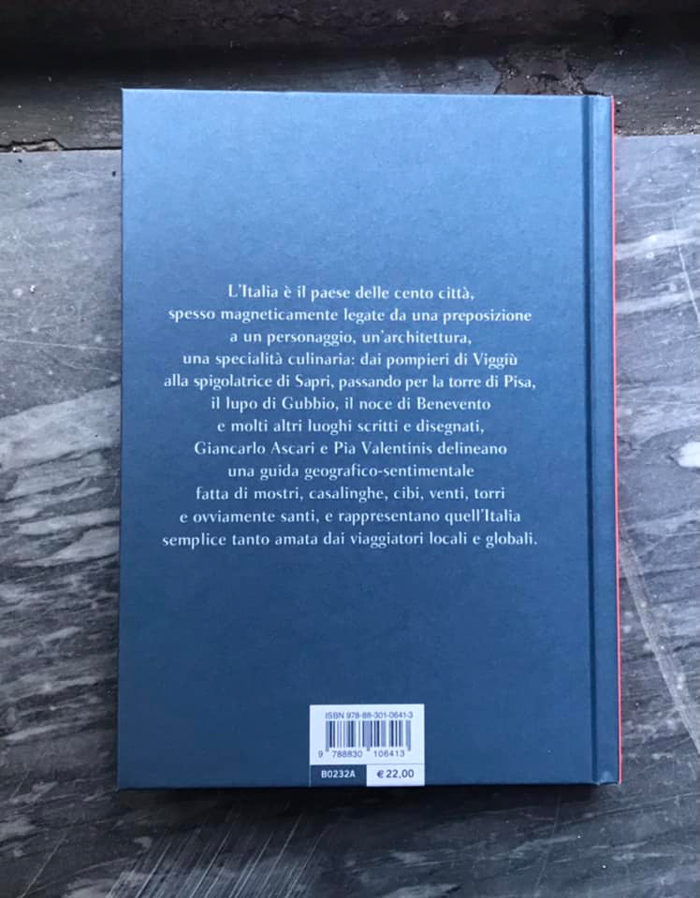 L'Italia è il paese delle cento città,
spesso magneticamente legate da una preposizione
a un personaggio, un'architettura,
una specialità culinaria: dai pompieri di Viggiù
alla spigolatrice di Sapri, passando per la torre di Pisa,
il lupo di Gubbio, il noce di Benevento
e molti altri luoghi scritti e disegnati,
Giancarlo Ascari e Pia Valentinis delineano
una guida geografico-sentimentale
fatta di mostri, casalinghe, cibi, venti, torri
e ovviamente santi, e rappresentano quell'Italia
semplice tanto amata dai viaggiatori locali e globali.
ISBN 978-88-301-0641-3
9 788830 106413
B0232A € 22,00